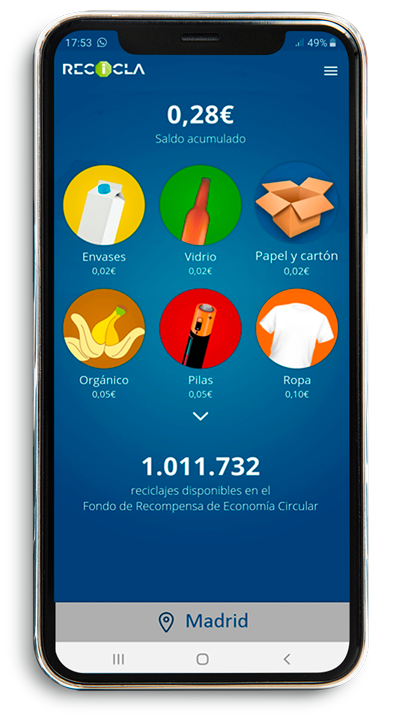 17:53
49%
RECiCLA
0,28€
Saldo acumulado
Envases
0,02€
Vidrio
0,02€
Papel y cartón
0,02€
Orgánico
0,05€
Pilas
0,05€
Ropa
0,10€
1.011.732
reciclajes disponibles en el
Fondo de Recompensa de Economía Circular
Madrid